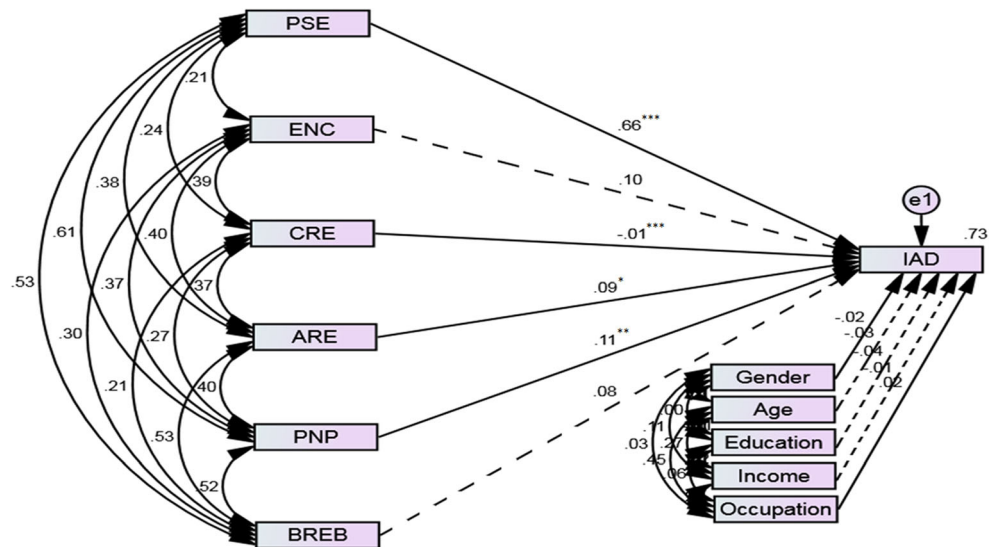 PSE
.21
ENC
.24
.66***
.38
.39
.10
.61
.40
CRE
-.01***
e1
.73
IAD
.53
.37
.37
.09*
.30
.27
ARE
.11**
-.02
-.03
-.04
-.01
.02
.21
.40
.08
Gender
.00
Age
.11
.53
PNP
.03
.27
Education
.45
.06
Income
.52
Occupation
BREB